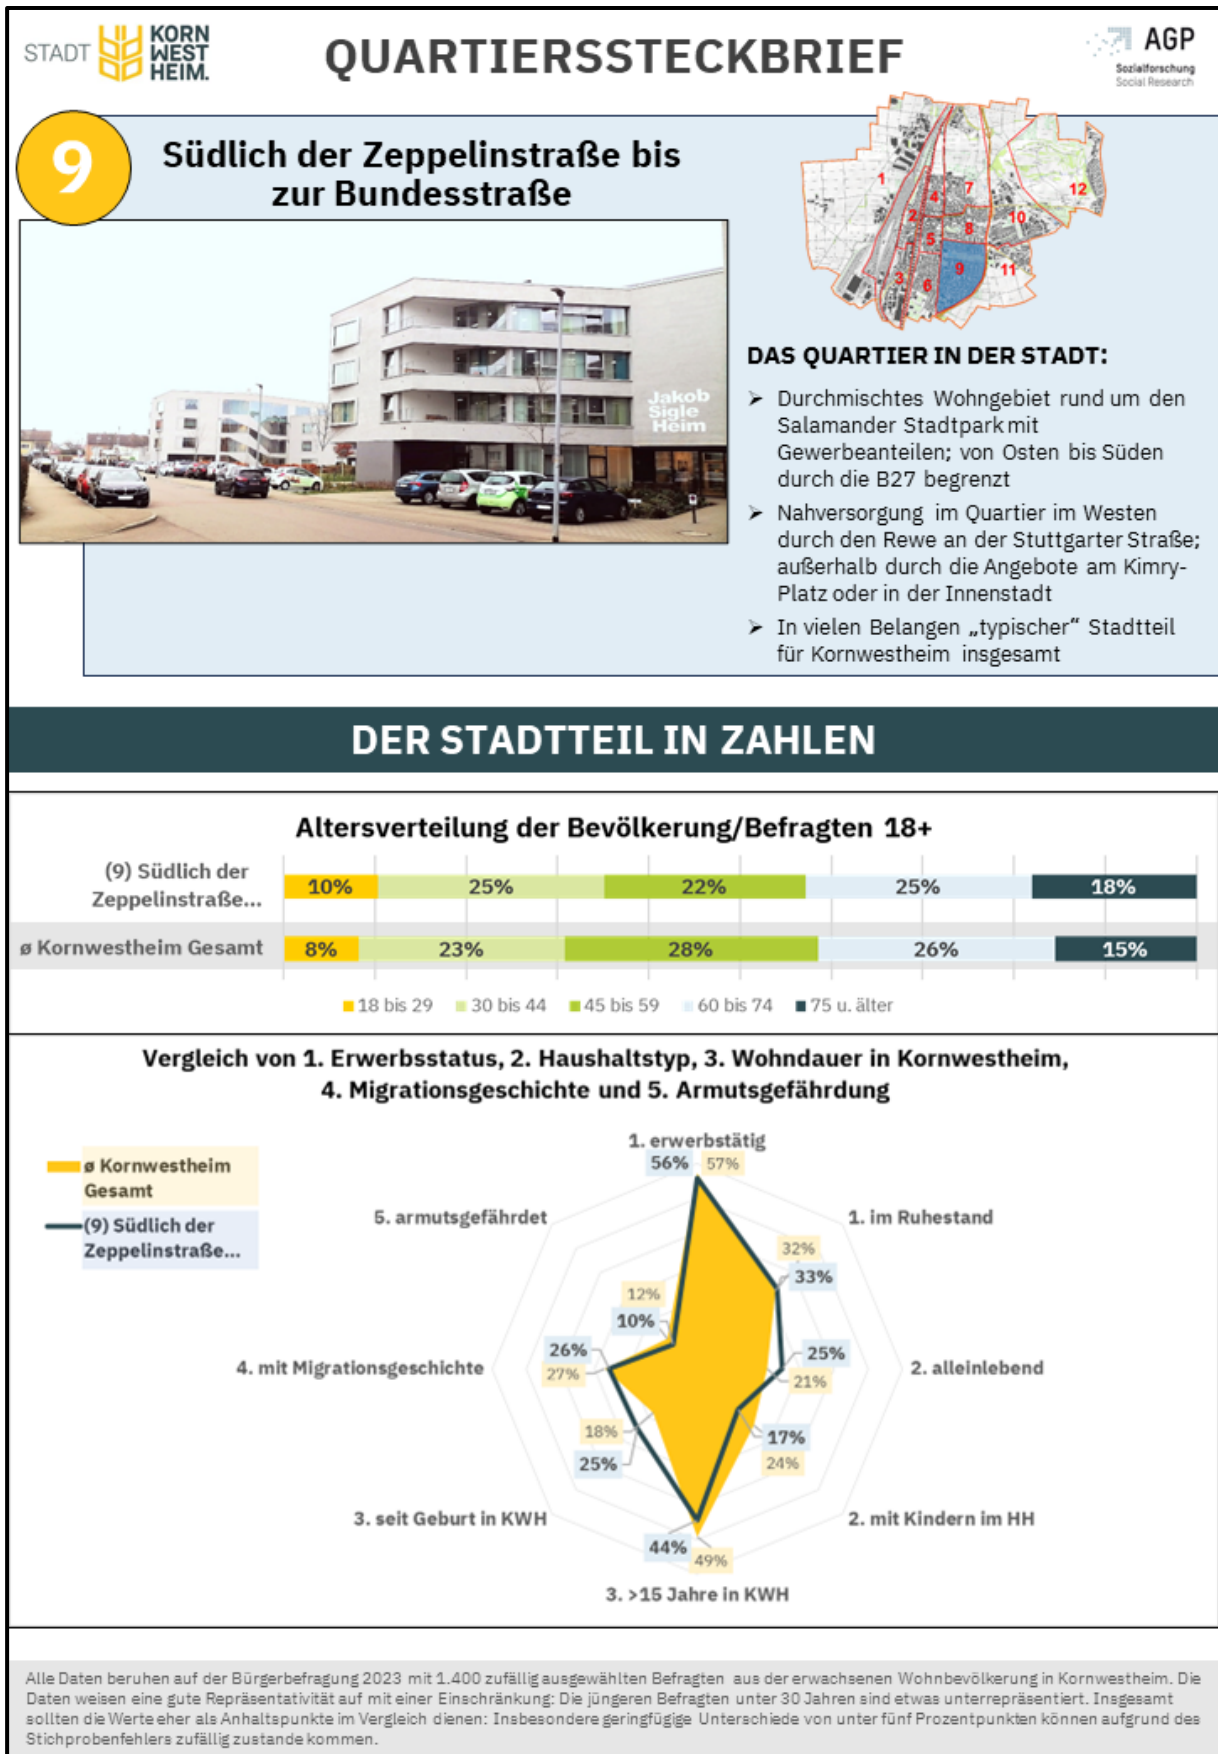 STADT
KORN
WEST
HEIM.
QUARTIERSSTECKBRIEF
AGP
Sozialforschung
Social Research
9
Südlich der Zeppelinstraße bis
zur Bundesstraße
Jakob
Sigle
Heim
1
2
3
4
5
6
7
8
9
10
11
12
DAS QUARTIER IN DER STADT:
➢ Durchmischtes Wohngebiet rund um den
Salamander Stadtpark mit
Gewerbeanteilen; von Osten bis Süden
durch die B27 begrenzt
➢ Nahversorgung im Quartier im Westen
durch den Rewe an der Stuttgarter Straße;
außerhalb durch die Angebote am Kimry-
Platz oder in der Innenstadt
➢ In vielen Belangen „typischer“ Stadtteil
für Kornwestheim insgesamt
DER STADTTEIL IN ZAHLEN
Altersverteilung der Bevölkerung/Befragten 18+
(9) Südlich der
Zeppelinstraße...
10% 25% 22% 25% 18%
ø Kornwestheim Gesamt 8% 23% 28% 26% 15%
18 bis 29 30 bis 44 45 bis 59 60 bis 74 75 u. älter
Vergleich von 1. Erwerbsstatus, 2. Haushaltstyp, 3. Wohndauer in Kornwestheim,
4. Migrationsgeschichte und 5. Armutsgefährdung
ø Kornwestheim
Gesamt
(9) Südlich der
Zeppelinstraße...
1. erwerbstätig
56% 57%
5. armutsgefährdet
1. im Ruhestand
32%
33%
12%
10%
26%
27%
4. mit Migrationsgeschichte
25%
21%
2. alleinlebend
18%
25%
17%
24%
3. seit Geburt in KWH
2. mit Kindern im HH
44% 49%
3. >15 Jahre in KWH
Alle Daten beruhen auf der Bürgerbefragung 2023 mit 1.400 zufällig ausgewählten Befragten aus der erwachsenen Wohnbevölkerung in Kornwestheim. Die
Daten weisen eine gute Repräsentativität auf mit einer Einschränkung: Die jüngeren Befragten unter 30 Jahren sind etwas unterrepräsentiert. Insgesamt
sollten die Werte eher als Anhaltspunkte im Vergleich dienen: Insbesondere geringfügige Unterschiede von unter fünf Prozentpunkten können aufgrund des
Stichprobenfehlers zufällig zustande kommen.